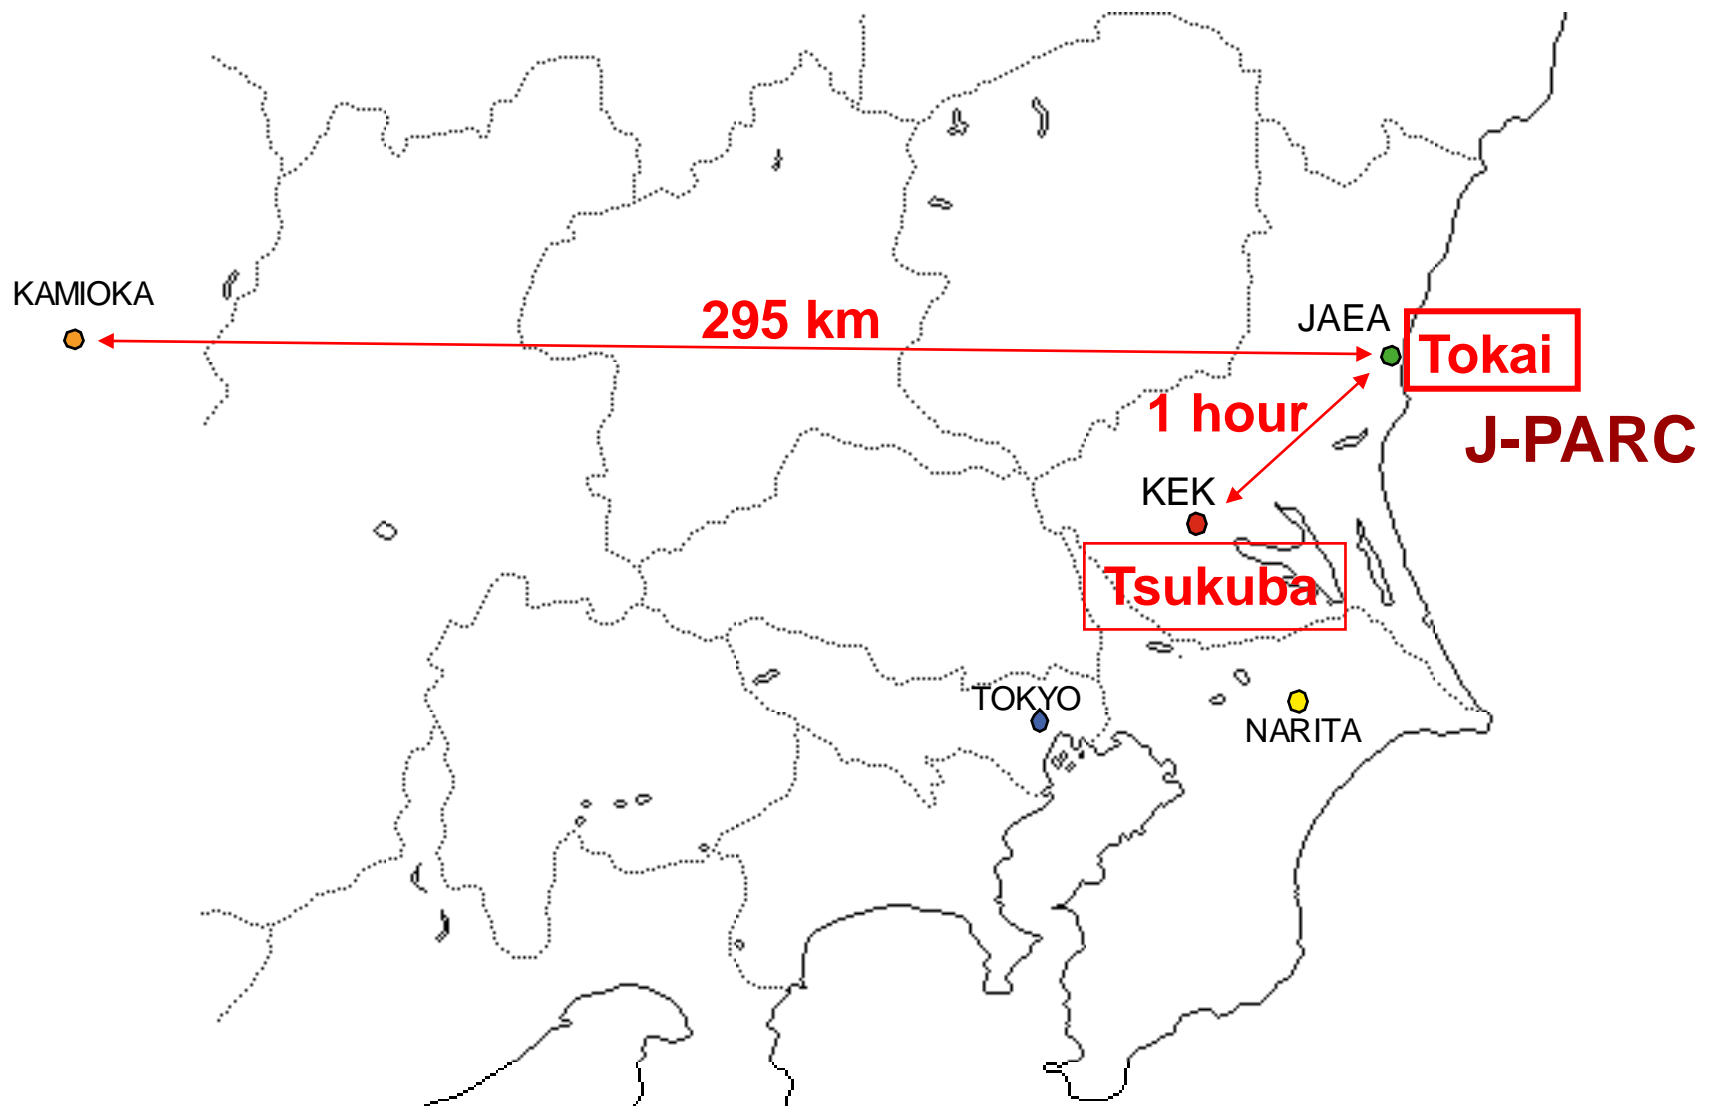 KAMIOKA
295 km
JAEA
Tokai
1 hour
J-PARC
KEK
Tsukuba
TOKYO
NARITA